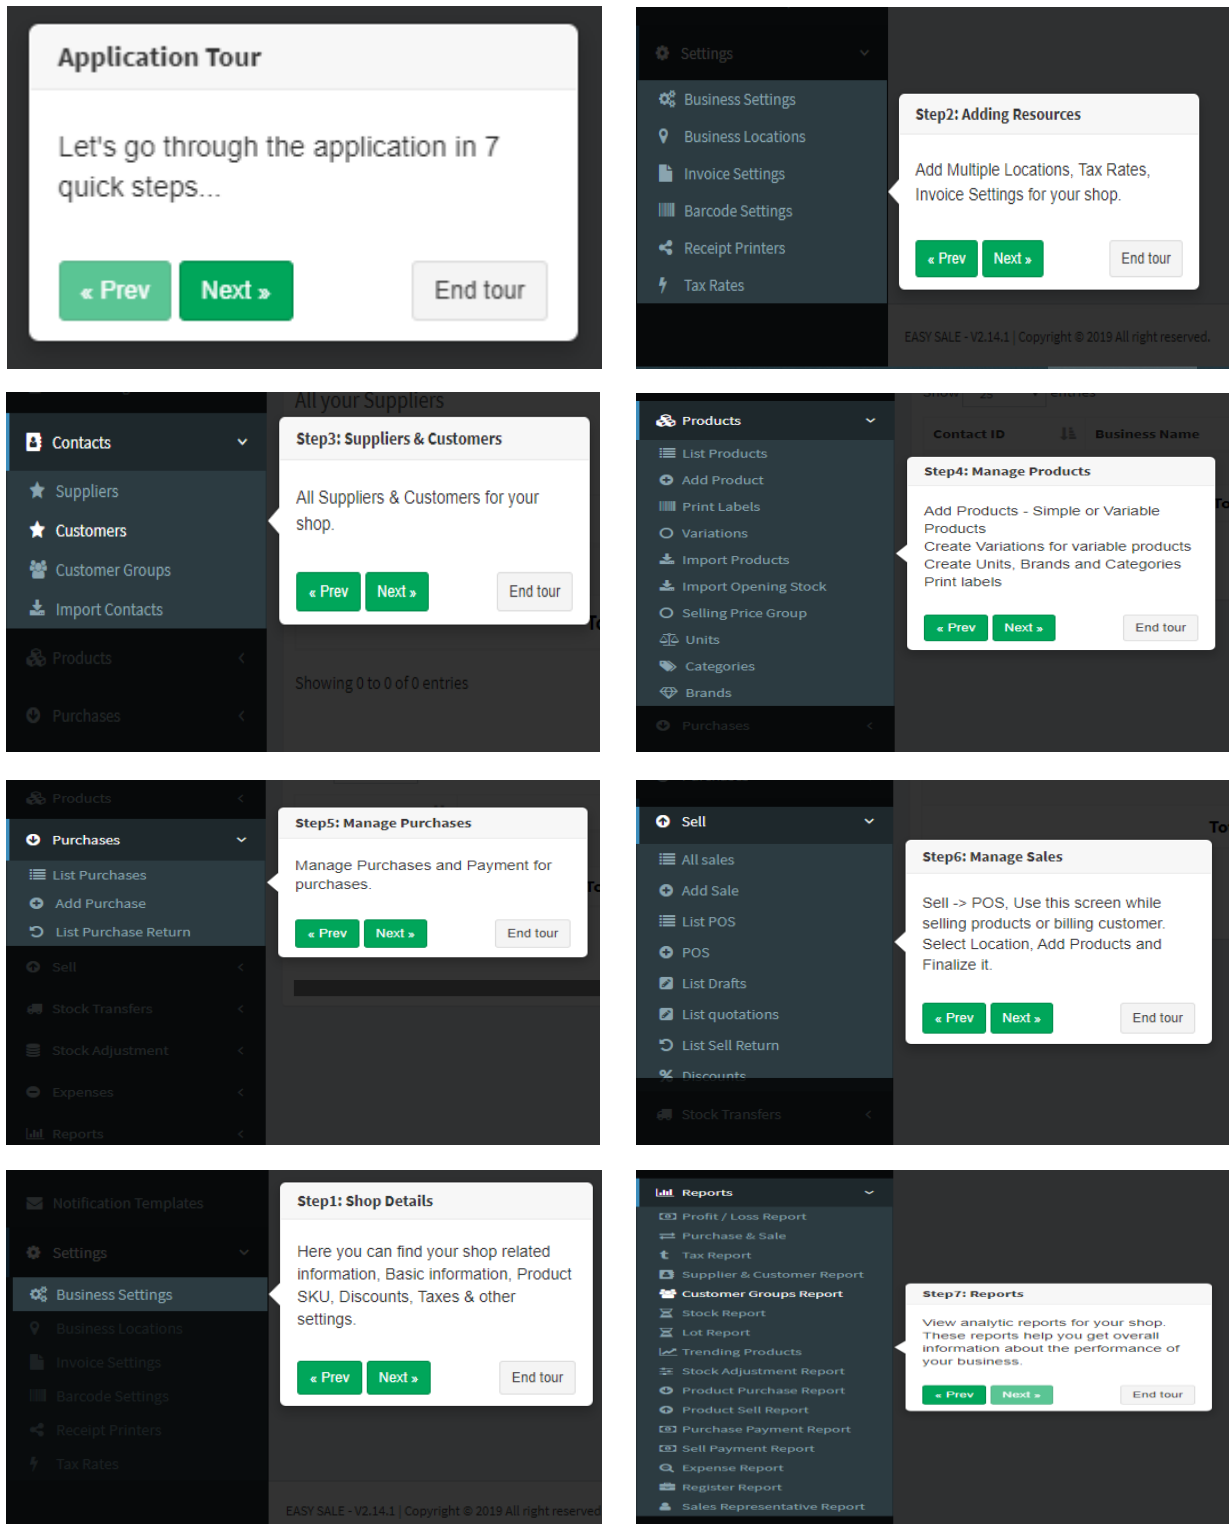 Application Tour
Let's go through the application in 7
quick steps...
« Prev
Next »
End tour
Settings
Business Settings
Business Locations
Invoice Settings
Barcode Settings
Receipt Printers
Tax Rates
Step2: Adding Resources
Add Multiple Locations, Tax Rates,
Invoice Settings for your shop.
« Prev
Next »
End tour
EASY SALE - V2.14.1 | Copyright © 2019 All right reserved.
All your Suppliers
Contacts
Suppliers
Customers
Customer Groups
Import Contacts
Products
Purchases
Step3: Suppliers & Customers
All Suppliers & Customers for your
shop.
« Prev
Next »
End tour
To
Showing 0 to 0 of 0 entries
Show 25 entries
Contact ID
Business Name
Products
List Products
Add Product
Print Labels
Variations
Import Products
Import Opening Stock
Selling Price Group
Units
Categories
Brands
Purchases
Step4: Manage Products
Add Products - Simple or Variable
Products
Create Variations for variable products
Create Units, Brands and Categories
Print labels
« Prev
Next »
End tour
To
Products
Purchases
List Purchases
Add Purchase
List Purchase Return
Sell
Stock Transfers
Stock Adjustment
Expenses
Reports
Step5: Manage Purchases
Manage Purchases and Payment for
purchases.
« Prev
Next »
End tour
To
Sell
All sales
Add Sale
List POS
POS
List Drafts
List quotations
List Sell Return
Discounts
Stock Transfers
To
Step6: Manage Sales
Sell -> POS, Use this screen while
selling products or billing customer.
Select Location, Add Products and
Finalize it.
« Prev
Next »
End tour
Notification Templates
Settings
Business Settings
Business Locations
Invoice Settings
Barcode Settings
Receipt Printers
Tax Rates
Step1: Shop Details
Here you can find your shop related
information, Basic information, Product
SKU, Discounts, Taxes & other
settings.
« Prev
Next »
End tour
EASY SALE - V2.14.1 | Copyright © 2019 All right reserved
Reports
Profit / Loss Report
Purchase & Sale
Tax Report
Supplier & Customer Report
Customer Groups Report
Stock Report
Lot Report
Trending Products
Stock Adjustment Report
Product Purchase Report
Product Sell Report
Purchase Payment Report
Sell Payment Report
Expense Report
Register Report
Sales Representative Report
Step7: Reports
View analytic reports for your shop.
These reports help you get overall
information about the performance of
your business.
« Prev
Next »
End tour